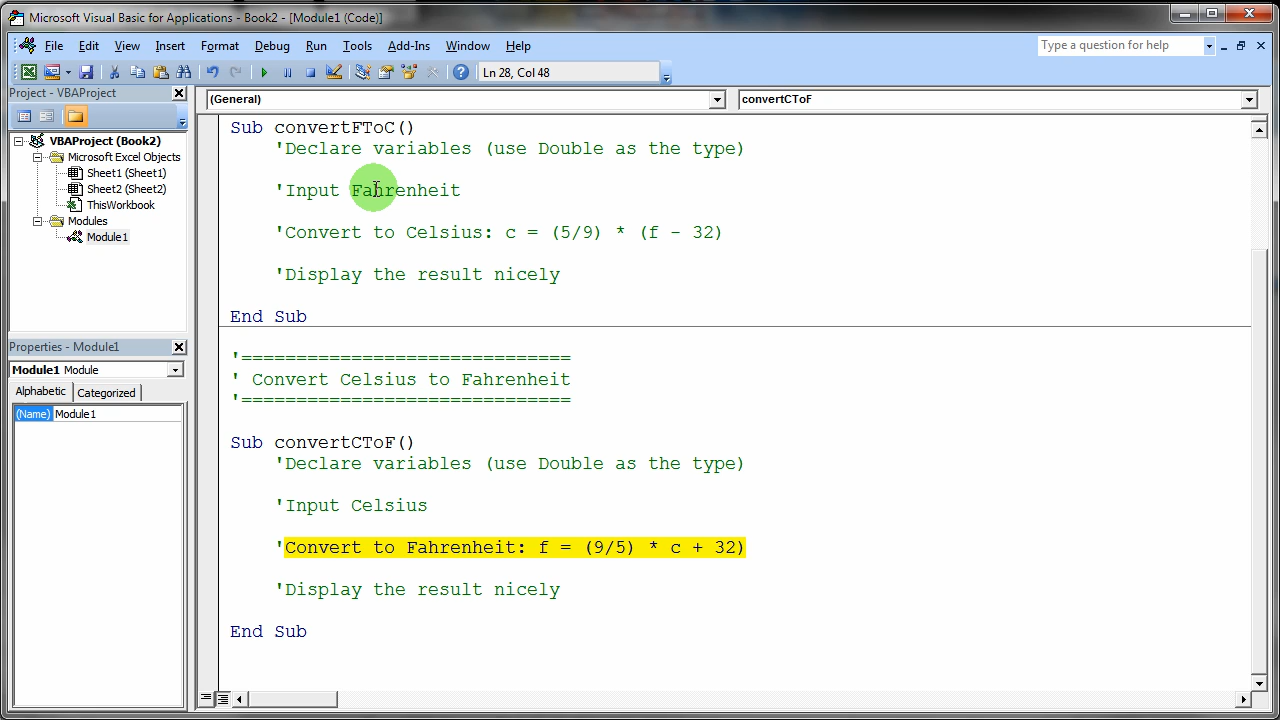 Microsoft Visual Basic for Applications - Book2 - [Module1 (Code)]
File Edit View Insert Format Debug Run Tools Add-Ins Window Help
Type a question for help
Ln 28, Col 48
Project - VBAProject
(General)
convertCToF
VBAProject (Book2)
Microsoft Excel Objects
Sheet1 (Sheet1)
Sheet2 (Sheet2)
ThisWorkbook
Modules
Module1
Properties - Module1
Module1 Module
Alphabetic Categorized
(Name) Module1
Sub convertFToC()
'Declare variables (use Double as the type)
'Input Fahrenheit
'Convert to Celsius: c = (5/9) * (f - 32)
'Display the result nicely
End Sub
'==============================
' Convert Celsius to Fahrenheit
'==============================
Sub convertCToF()
'Declare variables (use Double as the type)
'Input Celsius
'Convert to Fahrenheit: f = (9/5) * c + 32)
'Display the result nicely
End Sub